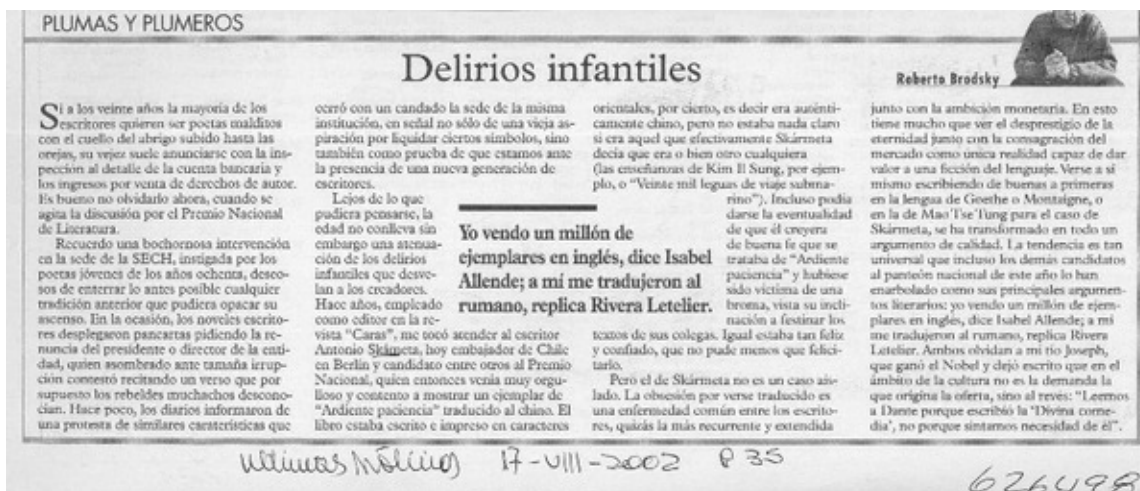 PLUMAS Y PLUMEROS
Delirios infantiles
Roberto Brodsky
Si a los veinte años la mayoría de los
escritores quieren ser poetas malditos
con el cuello del abrigo subido hasta las
orejas, su vejez suele anunciarse con la ins-
pección al detalle de la cuenta bancaria y
los ingresos por venta de derechos de autor.
Es bueno no olvidarlo ahora, cuando se
agita la discusión por el Premio Nacional
de Literatura.
Recuerdo una bochornosa intervención
en la sede de la SECH, instigada por los
poetas jóvenes de los años ochenta, deseo-
sos de enterrar lo antes posible cualquier
tradición anterior que pudiera opacar su
ascenso. En la ocasión, los noveles escrito-
res desplegaron pancartas pidiendo la re-
nuncia del presidente o director de la enti-
dad, quien asombrado ante tamaña irrup-
ción contestó recitando un verso que por
supuesto los rebeldes muchachos descono-
cían. Hace poco, los diarios informaron de
una protesta de similares características que
cerró con un candado la sede de la misma
institución, en señal no sólo de una vieja as-
piración por liquidar ciertos símbolos, sino
también como prueba de que estamos ante
la presencia de una nueva generación de
escritores.
Lejos de lo que
pudiera pensarse, la
edad no conlleva sin
embargo una atenua-
ción de los delirios
infantiles que desve-
lan a los creadores.
Hace años, empleado
como editor en la re-
vista "Caras", me tocó atender al escritor
Antonio Skámeta, hoy embajador de Chile
en Berlín y candidato entre otros al Premio
Nacional, quien entonces venía muy orgu-
lloso y contento a mostrar un ejemplar de
"Ardiente paciencia" traducido al chino. El
libro estaba escrito e impreso en caracteres
Yo vendo un millón de
ejemplares en inglés, dice Isabel
Allende; a mí me tradujeron al
rumano, replica Rivera Letelier.
orientales, por cierto, es decir era auténti-
camente chino, pero no estaba nada claro
si era aquel que efectivamente Skármeta
decía que era o bien otro cualquiera
(las enseñanzas de Kim Il Sung, por ejem-
plo, o "Veinte mil leguas de viaje subma-
rino"). Incluso podía
darse la eventualidad
de que él creyera
de buena fe que se
trataba de "Ardiente
paciencia" y hubiese
sido víctima de una
broma, vista su incli-
nación a festinar los
textos de sus colegas. Igual estaba tan feliz
y confiado, que no pude menos que felici-
tarlo.
Pero el de Skármeta no es un caso ais-
lado. La obsesión por verse traducido es
una enfermedad común entre los escrito-
res, quizás la más recurrente y extendida
junto con la ambición monetaria. En esto
tiene mucho que ver el desprestigio de la
eternidad junto con la consagración del
mercado como única realidad capaz de dar
valor a una ficción del lenguaje. Verse a sí
mismo escribiendo de buenas a primeras
en la lengua de Goethe o Montaigne, o
en la de Mao Tse Tung para el caso de
Skármeta, se ha transformado en todo un
argumento de calidad. La tendencia es tan
universal que incluso los demás candidatos
al panteón nacional de este año lo han
enarbolado como sus principales argumen-
tos literarios: yo vendo un millón de ejem-
plares en inglés, dice Isabel Allende; a mí
me tradujeron al rumano, replica Rivera
Letelier. Ambos olvidan a mi tío Joseph,
que ganó el Nobel y dejó escrito que en el
ámbito de la cultura no es la demanda la
que origina la oferta, sino al revés: "Leemos
a Dante porque escribió la 'Divina come-
dia', no porque sintamos necesidad de él".
Ultimas Noticias 17-VIII-2002 P 35
626498